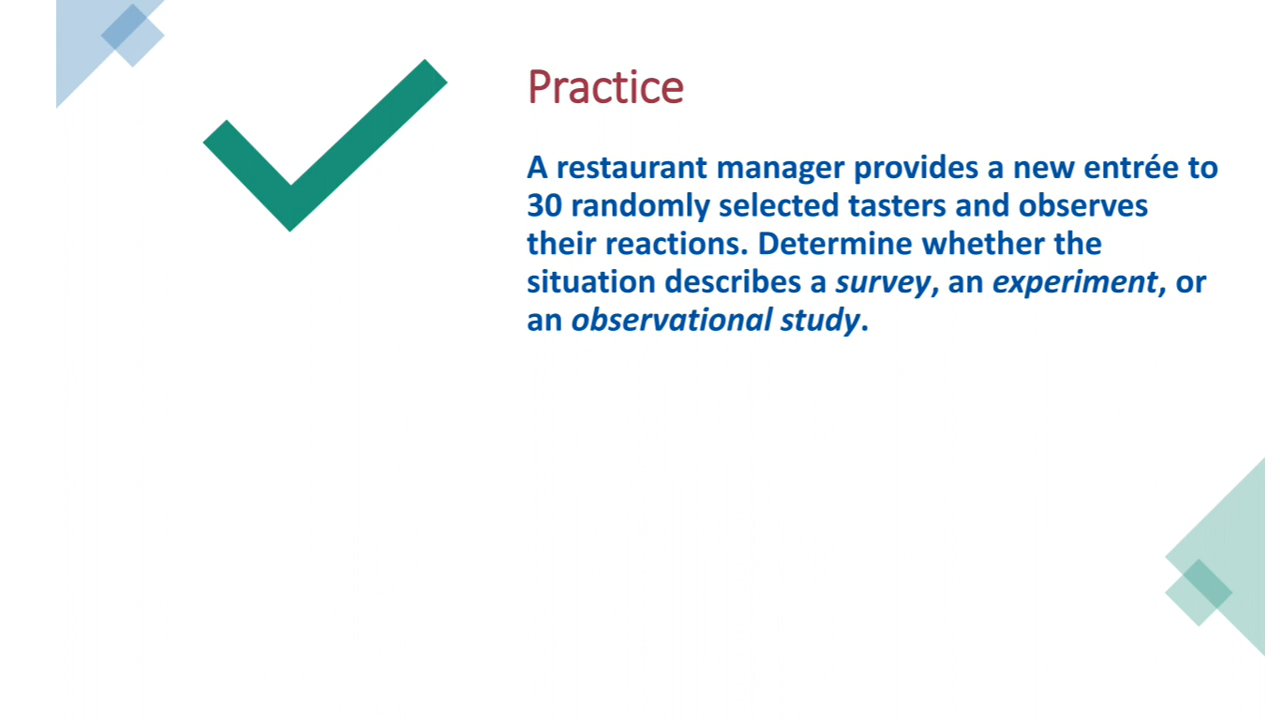 Practice
A restaurant manager provides a new entrée to
30 randomly selected tasters and observes
their reactions. Determine whether the
situation describes a survey, an experiment, or
an observational study.